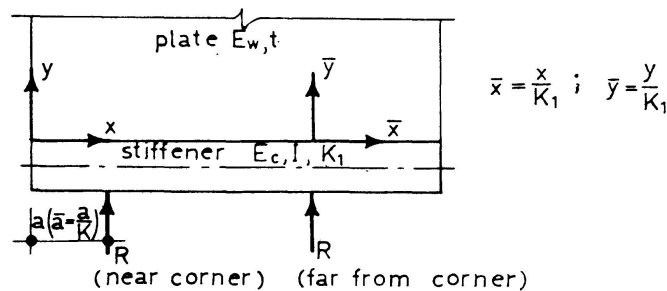 plate E_w,t
y
ȳ
x̄ = x/K₁ ; ȳ = y/K₁
x
x̄
stiffener E_c,I, K₁
a(ā=a/K)
R
R
(near corner) (far from corner)